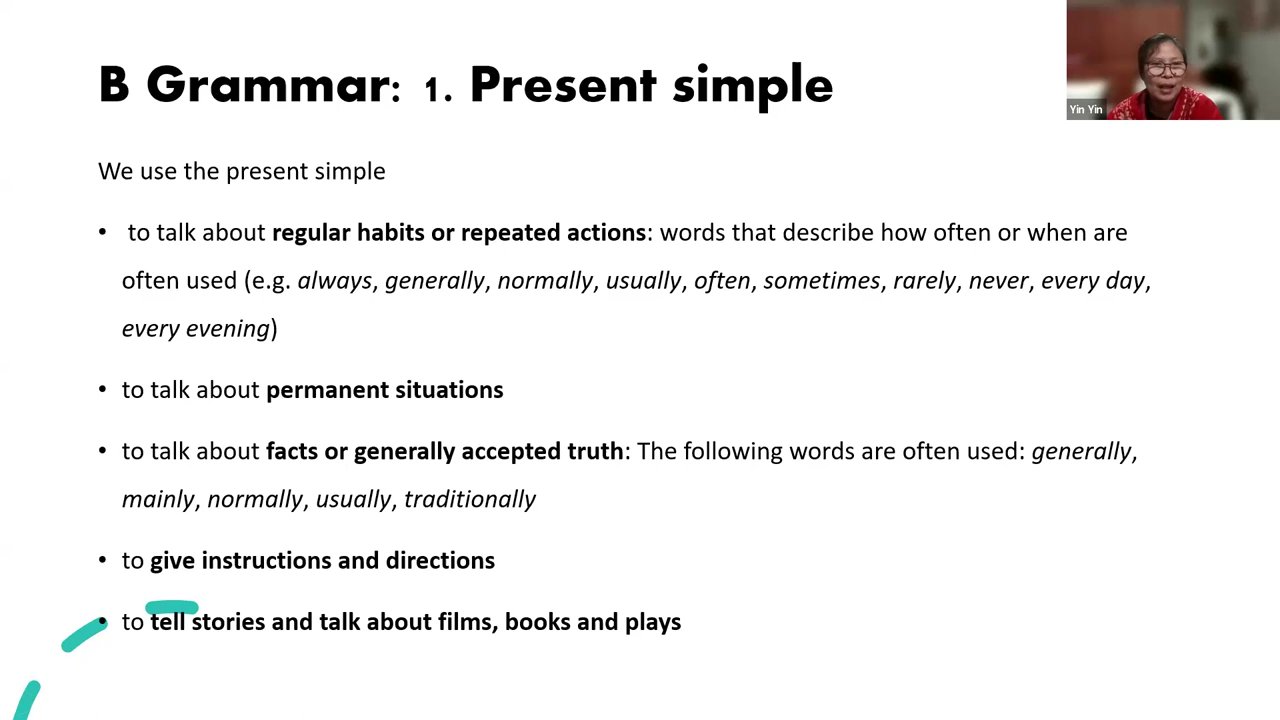 B Grammar: 1. Present simple
Yin Yin
We use the present simple
• to talk about regular habits or repeated actions: words that describe how often or when are
often used (e.g. always, generally, normally, usually, often, sometimes, rarely, never, every day,
every evening)
• to talk about permanent situations
• to talk about facts or generally accepted truth: The following words are often used: generally,
mainly, normally, usually, traditionally
• to give instructions and directions
• to tell stories and talk about films, books and plays